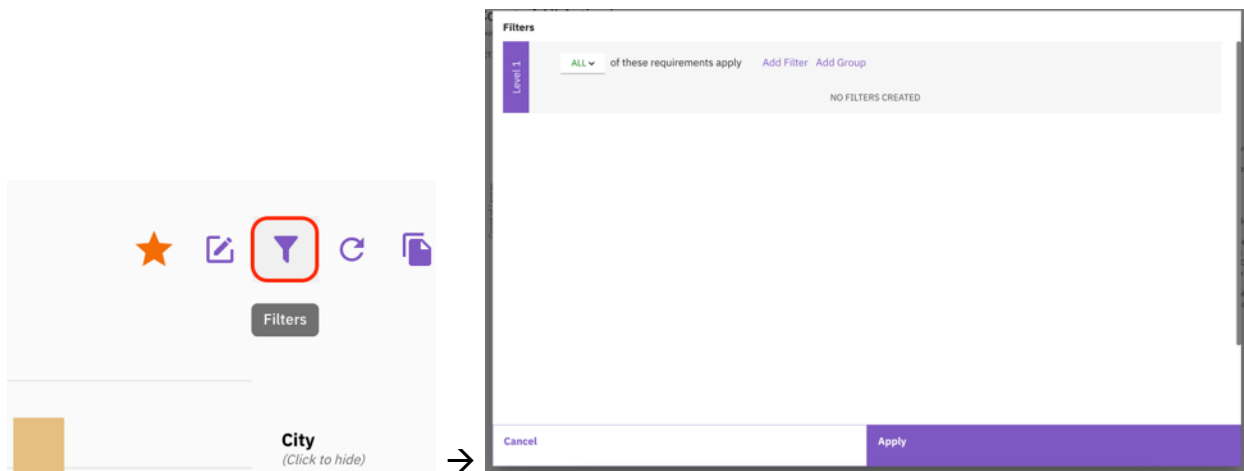 Filters
City
(Click to hide)
→
Filters
Level 1
ALL of these requirements apply Add Filter Add Group
NO FILTERS CREATED
Cancel
Apply